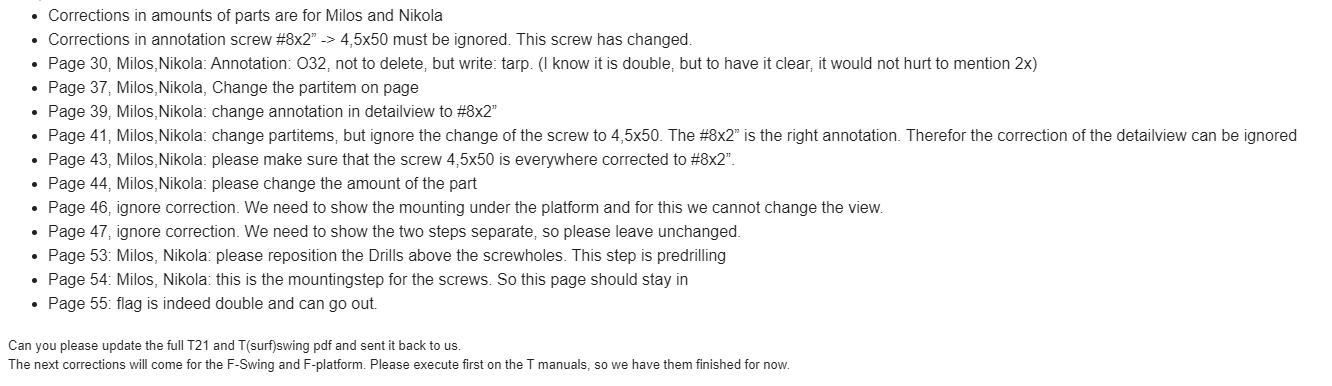 • Corrections in amounts of parts are for Milos and Nikola
• Corrections in annotation screw #8x2” -> 4,5x50 must be ignored. This screw has changed.
• Page 30, Milos,Nikola: Annotation: O32, not to delete, but write: tarp. (I know it is double, but to have it clear, it would not hurt to mention 2x)
• Page 37, Milos,Nikola, Change the partitem on page
• Page 39, Milos,Nikola: change annotation in detailview to #8x2”
• Page 41, Milos,Nikola: change partitems, but ignore the change of the screw to 4,5x50. The #8x2” is the right annotation. Therefor the correction of the detailview can be ignored
• Page 43, Milos,Nikola: please make sure that the screw 4,5x50 is everywhere corrected to #8x2”.
• Page 44, Milos,Nikola: please change the amount of the part
• Page 46, ignore correction. We need to show the mounting under the platform and for this we cannot change the view.
• Page 47, ignore correction. We need to show the two steps separate, so please leave unchanged.
• Page 53: Milos, Nikola: please reposition the Drills above the screwholes. This step is predrilling
• Page 54: Milos, Nikola: this is the mountingstep for the screws. So this page should stay in
• Page 55: flag is indeed double and can go out.
Can you please update the full T21 and T(surf)swing pdf and sent it back to us.
The next corrections will come for the F-Swing and F-platform. Please execute first on the T manuals, so we have them finished for now.